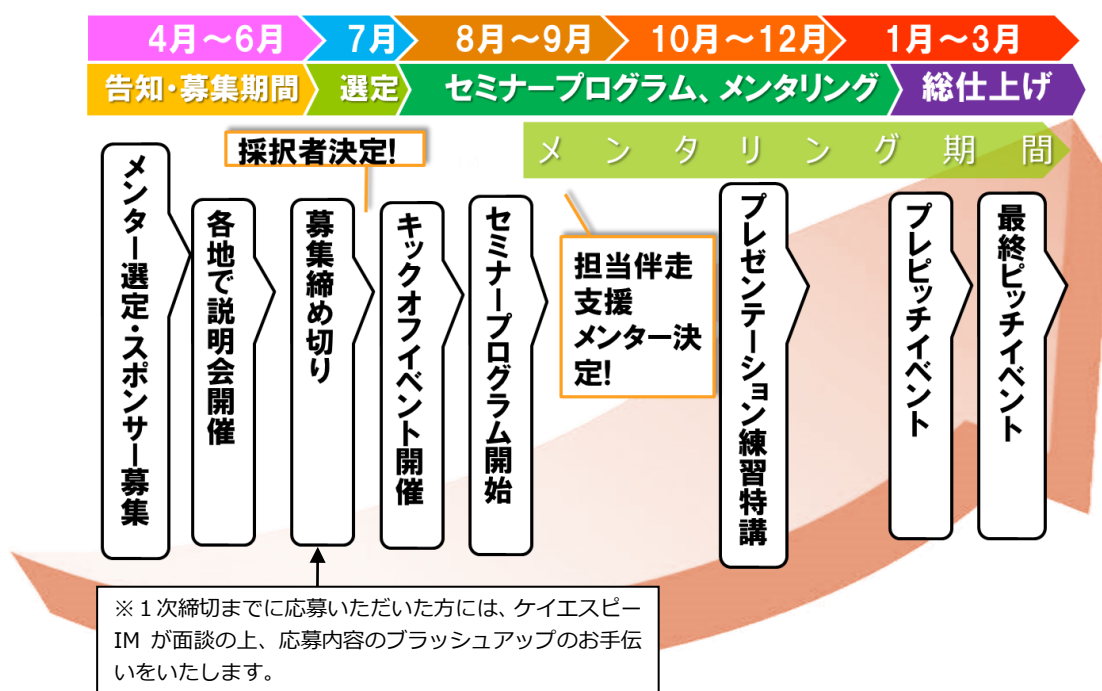 4月～6月
7月
8月～9月
10月～12月
1月～3月
告知・募集期間
選定
セミナープログラム、メンタリング
総仕上げ
採択者決定!
メンタリング期間
メンター選定・スポンサー募集
各地で説明会開催
募集締め切り
キックオフイベント開催
セミナープログラム開始
担当伴走
支援
メンター決
定!
プレゼンテーション練習特講
プレピッチイベント
最終ピッチイベント
※１次締切までに応募いただいた方には、ケイエスピー
IM が面談の上、応募内容のブラッシュアップのお手伝
いをいたします。